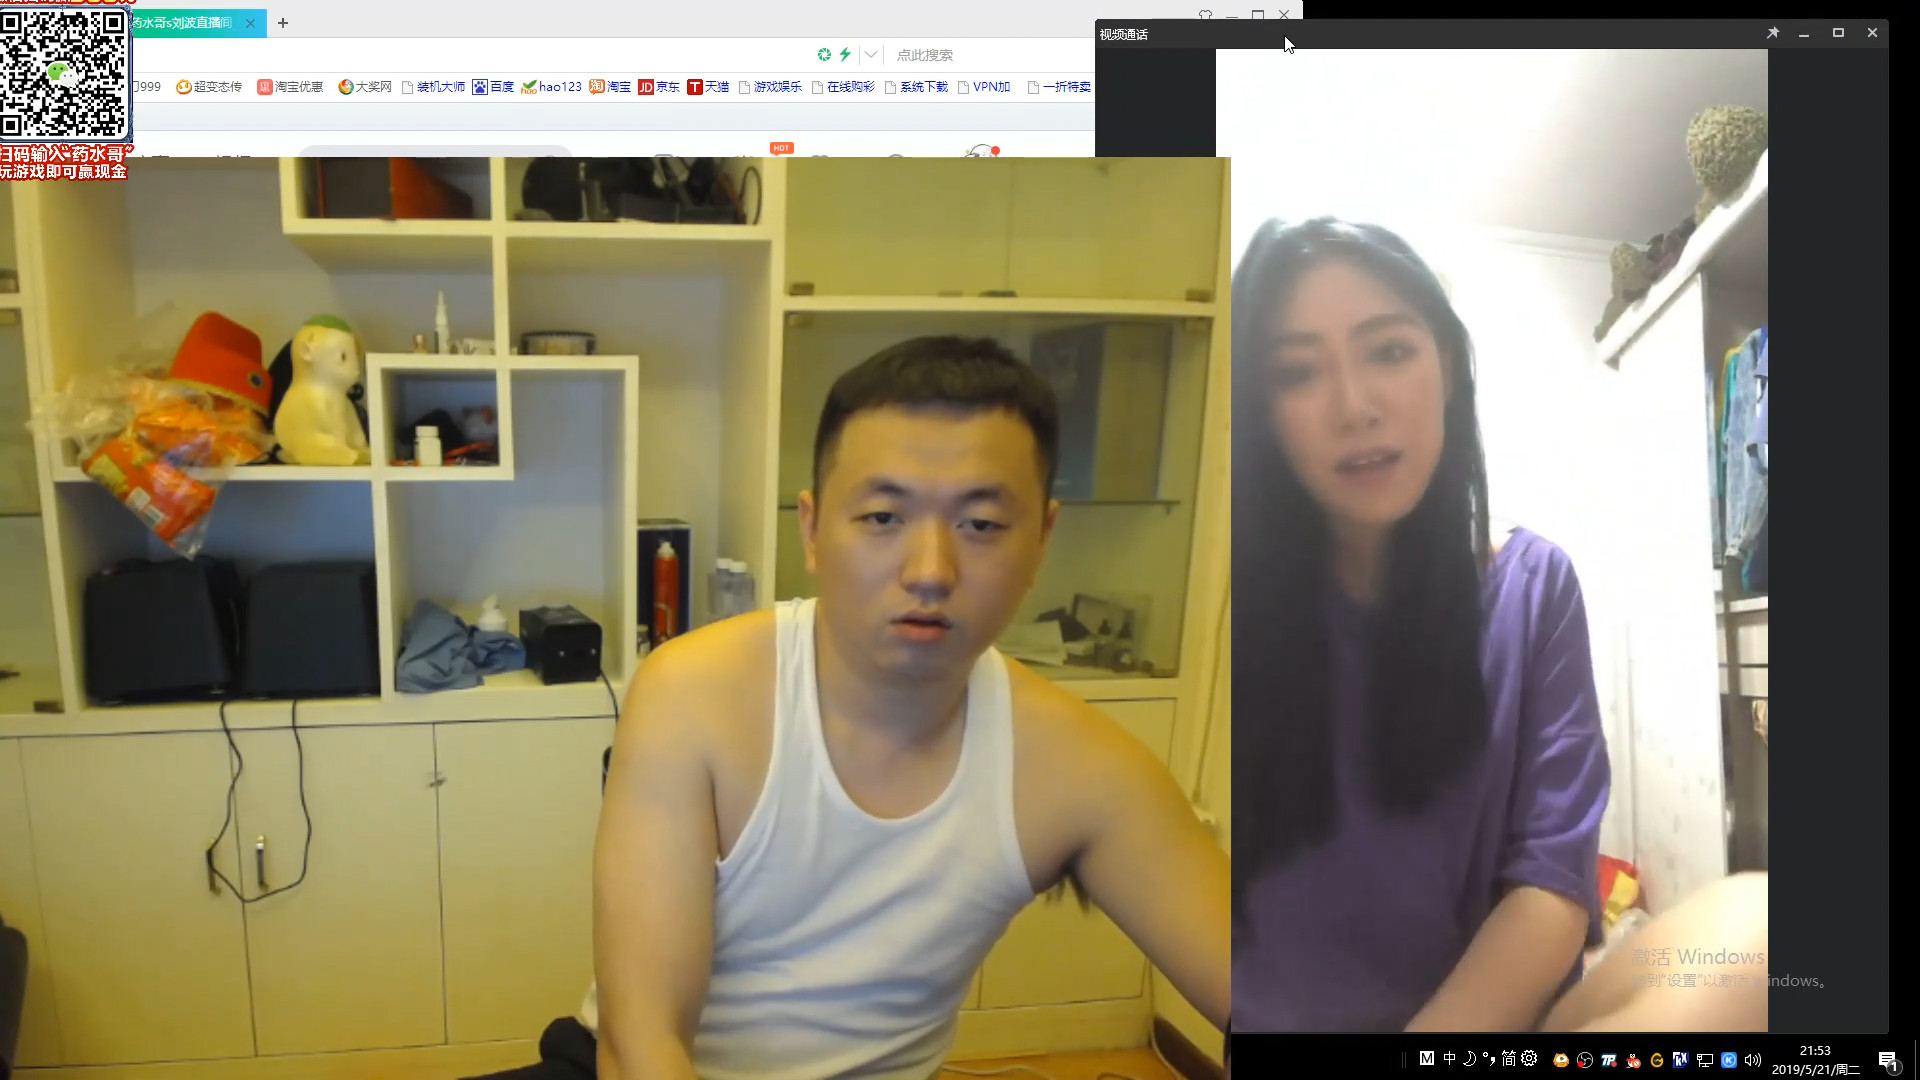 药水哥s刘波直播间
视频通话
点此搜索
999
超变态传
淘宝优惠
大奖网
装机大师
百度
hao123
淘宝
JD 京东
T 天猫
游戏娱乐
在线购彩
系统下载
VPN加
一折特卖
HOT
扫码输入“药水哥”
玩游戏即可赢现金
激活 Windows
到"设置"以激活 Windows。
M 中 简
21:53
2019/5/21/周二
1